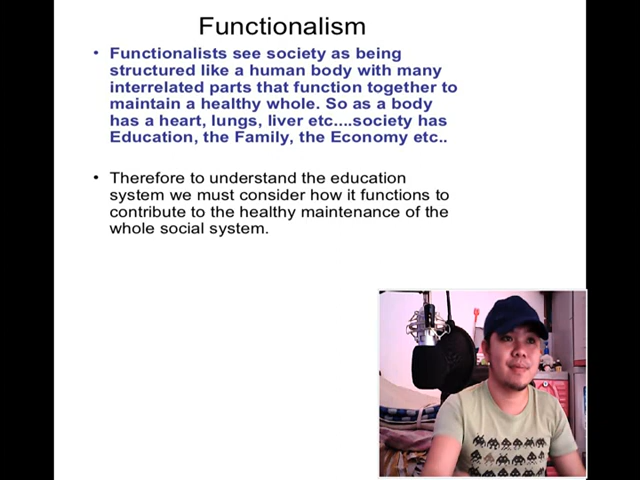 Functionalism
• Functionalists see society as being
structured like a human body with many
interrelated parts that function together to
maintain a healthy whole. So as a body
has a heart, lungs, liver etc....society has
Education, the Family, the Economy etc..
• Therefore to understand the education
system we must consider how it functions to
contribute to the healthy maintenance of the
whole social system.